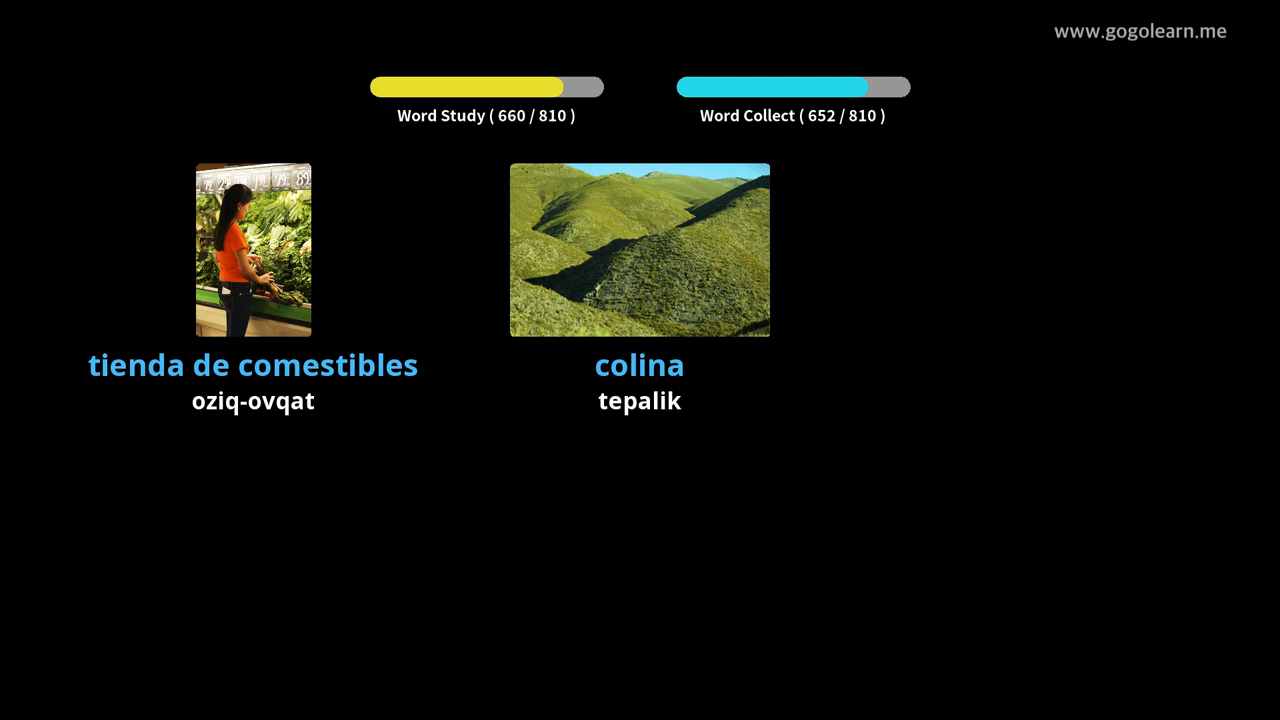 www.gogolearn.me
Word Study ( 660 / 810 )
Word Collect ( 652 / 810 )
tienda de comestibles
oziq-ovqat
colina
tepalik